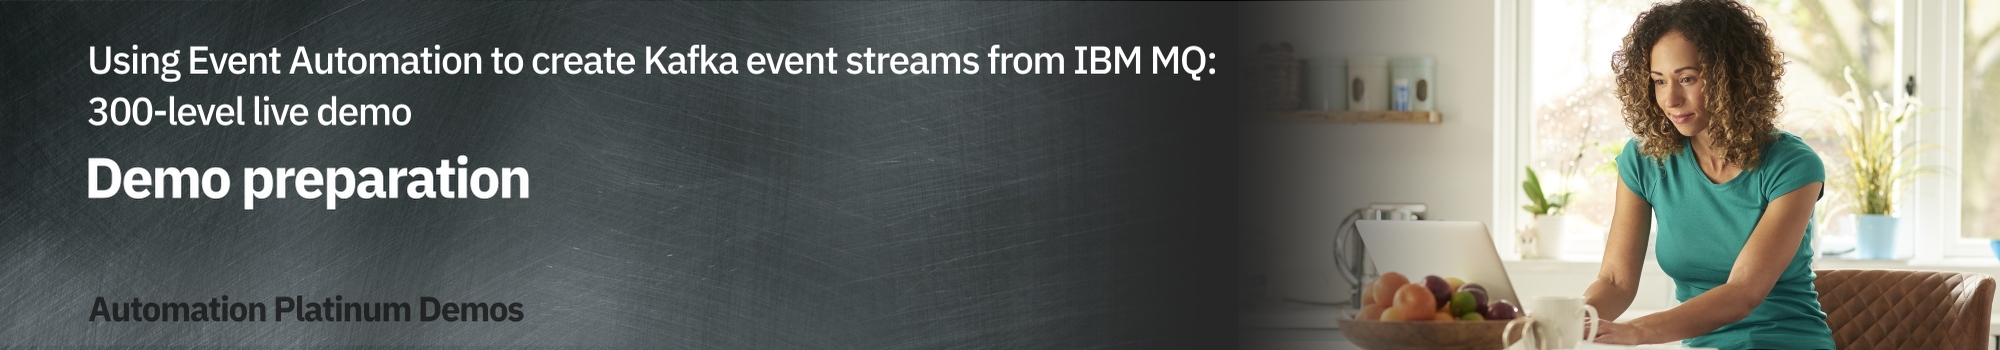 Using Event Automation to create Kafka event streams from IBM MQ:
300-level live demo
Demo preparation
Automation Platinum Demos